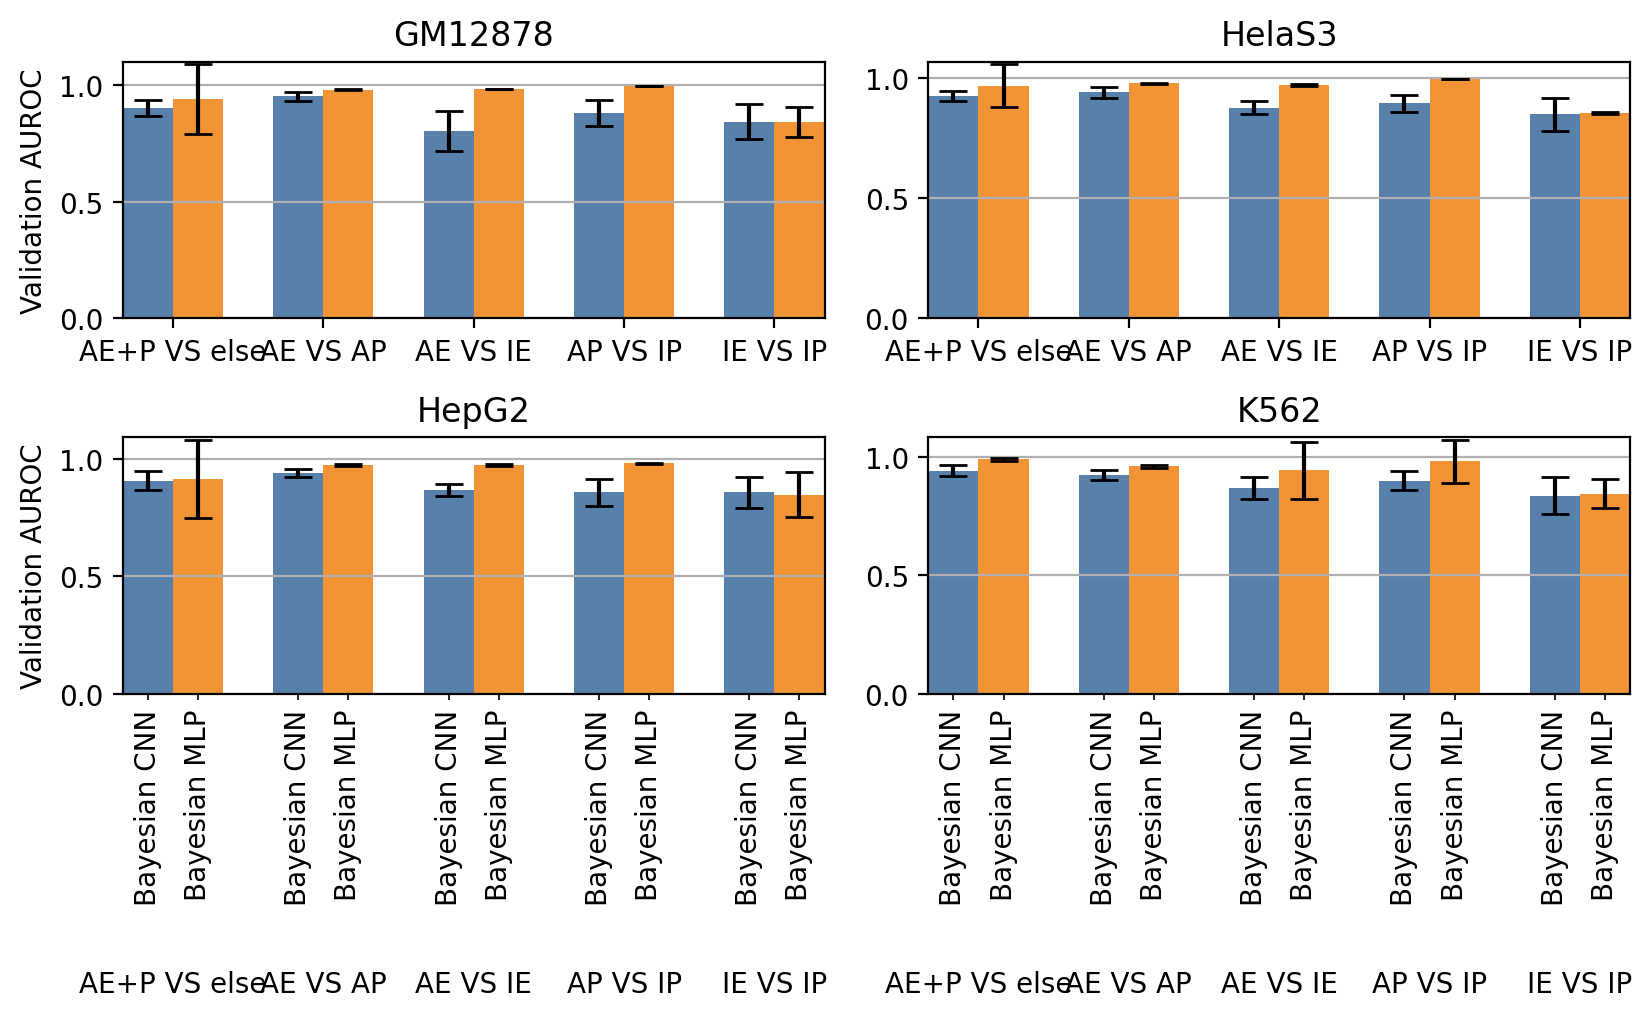 GM12878
HelaS3
Validation AUROC
1.0
0.5
0.0
AE+P VS else
AE VS AP
AE VS IE
AP VS IP
IE VS IP
1.0
0.5
0.0
AE+P VS else
AE VS AP
AE VS IE
AP VS IP
IE VS IP
HepG2
K562
Validation AUROC
1.0
0.5
0.0
Bayesian CNN
Bayesian MLP
Bayesian CNN
Bayesian MLP
Bayesian CNN
Bayesian MLP
Bayesian CNN
Bayesian MLP
Bayesian CNN
Bayesian MLP
AE+P VS else
AE VS AP
AE VS IE
AP VS IP
IE VS IP
1.0
0.5
0.0
Bayesian CNN
Bayesian MLP
Bayesian CNN
Bayesian MLP
Bayesian CNN
Bayesian MLP
Bayesian CNN
Bayesian MLP
Bayesian CNN
Bayesian MLP
AE+P VS else
AE VS AP
AE VS IE
AP VS IP
IE VS IP